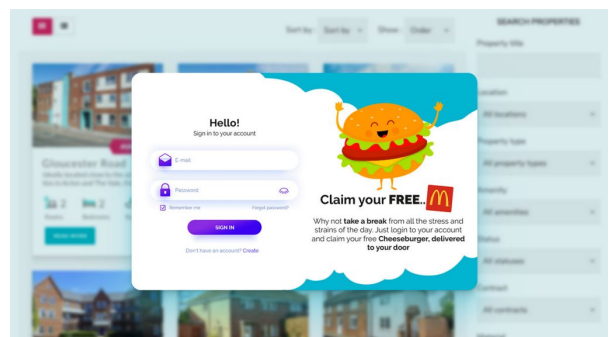 Sort by :
Sort by
Show :
Order
SEARCH PROPERTIES
Property title
Location
All locations
Property type
All property types
Amenity
All amenities
Status
All statuses
Contract
All contracts
Material
Gloucester Road
2
2
READ MORE
Hello!
Sign in to your account
E-mail
Password
Remember me
Forgot password?
SIGN IN
Don't have an account? Create
Claim your FREE..
Why not take a break from all the stress and
strains of the day. Just login to your account
and claim your free Cheeseburger, delivered
to your door